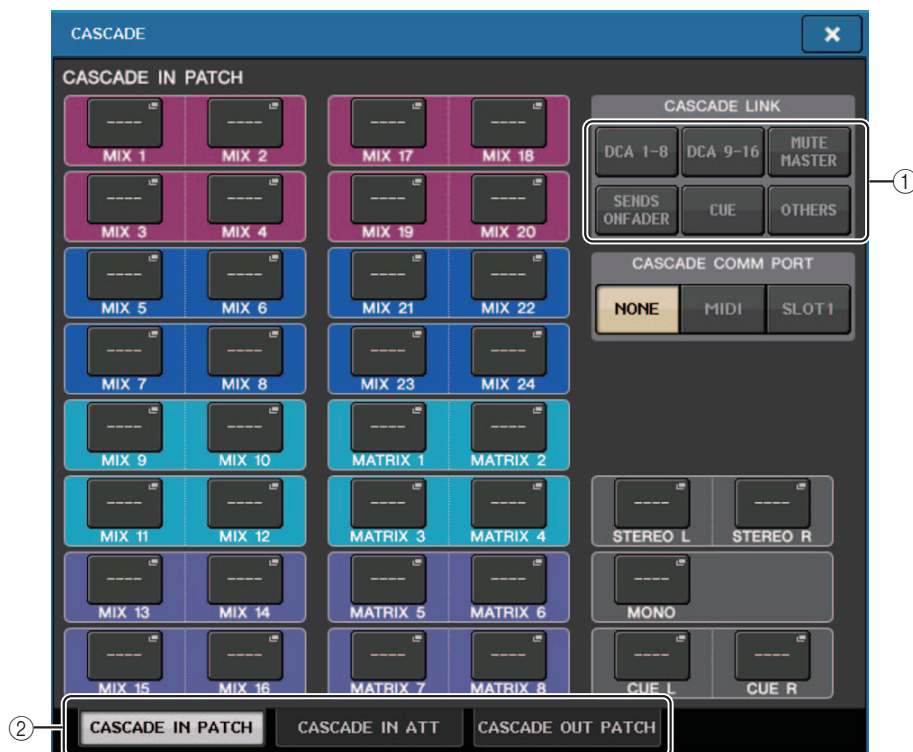 CASCADE
CASCADE IN PATCH
----
----
MIX 1
MIX 2
----
----
MIX 3
MIX 4
----
----
MIX 5
MIX 6
----
----
MIX 7
MIX 8
----
----
MIX 9
MIX 10
----
----
MIX 11
MIX 12
----
----
MIX 13
MIX 14
----
----
MIX 15
MIX 16
----
----
MIX 17
MIX 18
----
----
MIX 19
MIX 20
----
----
MIX 21
MIX 22
----
----
MIX 23
MIX 24
----
----
MATRIX 1
MATRIX 2
----
----
MATRIX 3
MATRIX 4
----
----
MATRIX 5
MATRIX 6
----
----
MATRIX 7
MATRIX 8
CASCADE LINK
DCA 1-8
DCA 9-16
MUTE
MASTER
SENDS
ONFADER
CUE
OTHERS
①
CASCADE COMM PORT
NONE
MIDI
SLOT1
----
----
STEREO L
STEREO R
----
MONO
----
----
CUE L
CUE R
②
CASCADE IN PATCH
CASCADE IN ATT
CASCADE OUT PATCH